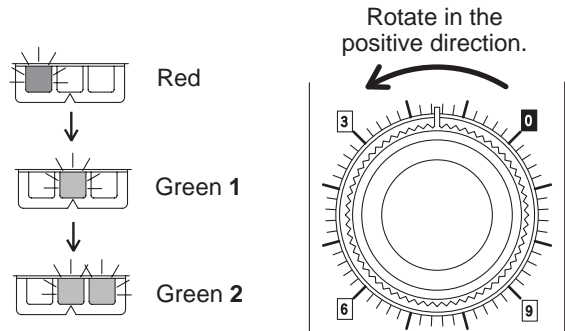 Rotate in the
positive direction.
Red
Green 1
Green 2
3
0
6
9